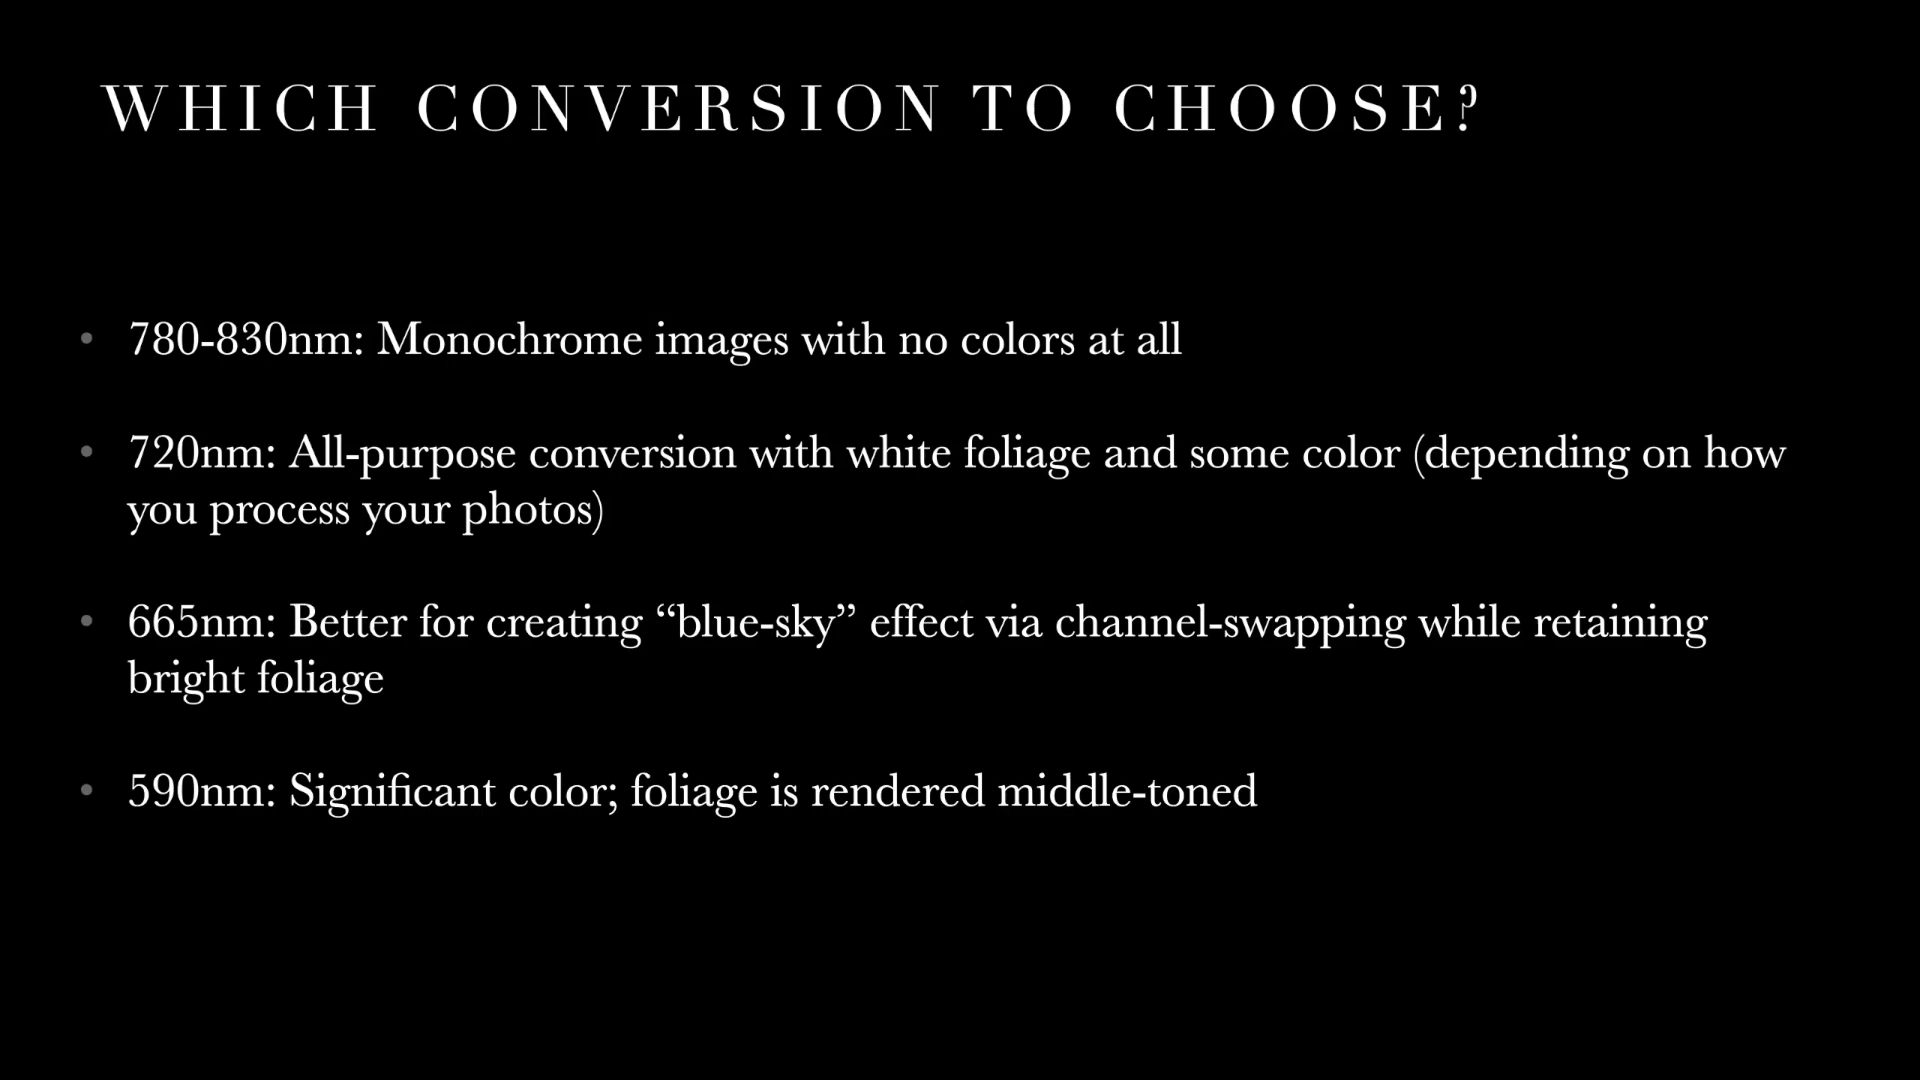 WHICH CONVERSION TO CHOOSE?
• 780-830nm: Monochrome images with no colors at all
• 720nm: All-purpose conversion with white foliage and some color (depending on how
you process your photos)
• 665nm: Better for creating “blue-sky” effect via channel-swapping while retaining
bright foliage
• 590nm: Significant color; foliage is rendered middle-toned